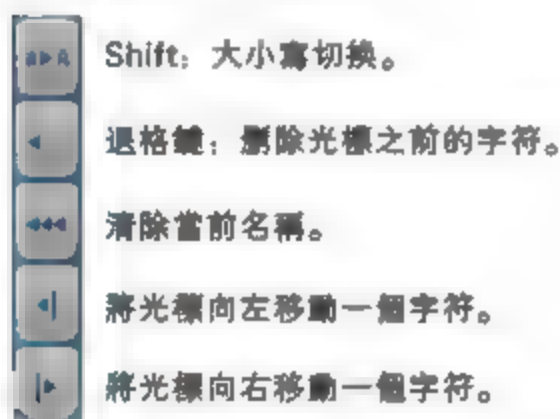 Shift：大小寫切換。
退格鍵：刪除光標之前的字符。
清除當前名稱。
將光標向左移動一個字符。
將光標向右移動一個字符。